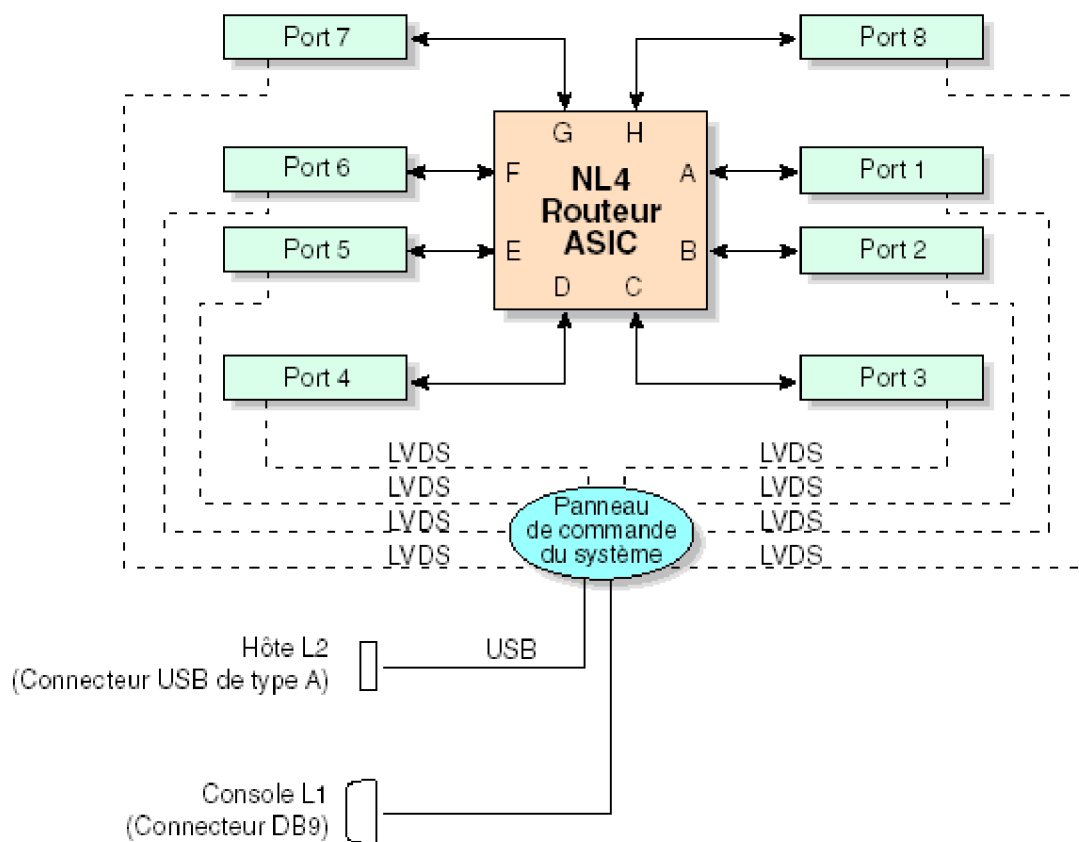 Port 7
Port 8
G
H
Port 6
F
NL4
A
Port 1
Routeur
Port 5
E
ASIC
B
Port 2
D
C
Port 4
Port 3
LVDS
LVDS
LVDS
LVDS
LVDS
LVDS
LVDS
LVDS
Panneau
de commande
du système
Hôte L2
(Connecteur USB de type A)
USB
Console L1
(Connecteur DB9)